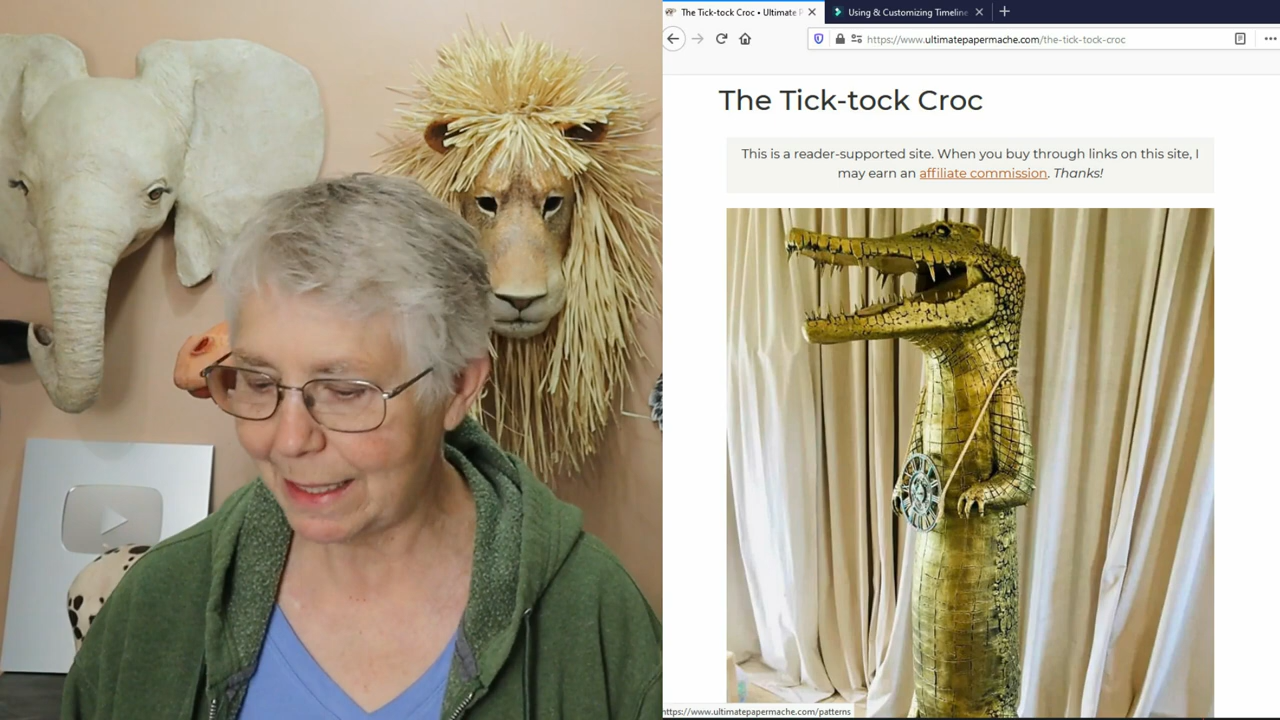 The Tick-tock Croc • Ultimate P
Using & Customizing Timeline
https://www.ultimatepapermache.com/the-tick-tock-croc
The Tick-tock Croc
This is a reader-supported site. When you buy through links on this site, I
may earn an affiliate commission. Thanks!
https://www.ultimatepapermache.com/patterns